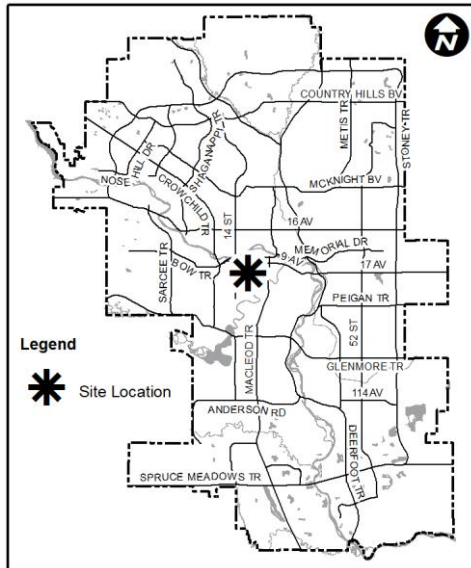 N
COUNTRY HILLS BV
METIS TR
STONEY TR
SHAGANAPPI TR
NOSE HILL DR
CROWCHILD TR
MCKNIGHT BV
14 ST
16 AV
MEMORIAL DR
9 AV
17 AV
BOW TR
SARCEE TR
PEIGAN TR
52 ST
MACLEOD TR
GLENMORE TR
114 AV
ANDERSON RD
DEERFOOT TR
SPRUCE MEADOWS TR
Legend
Site Location